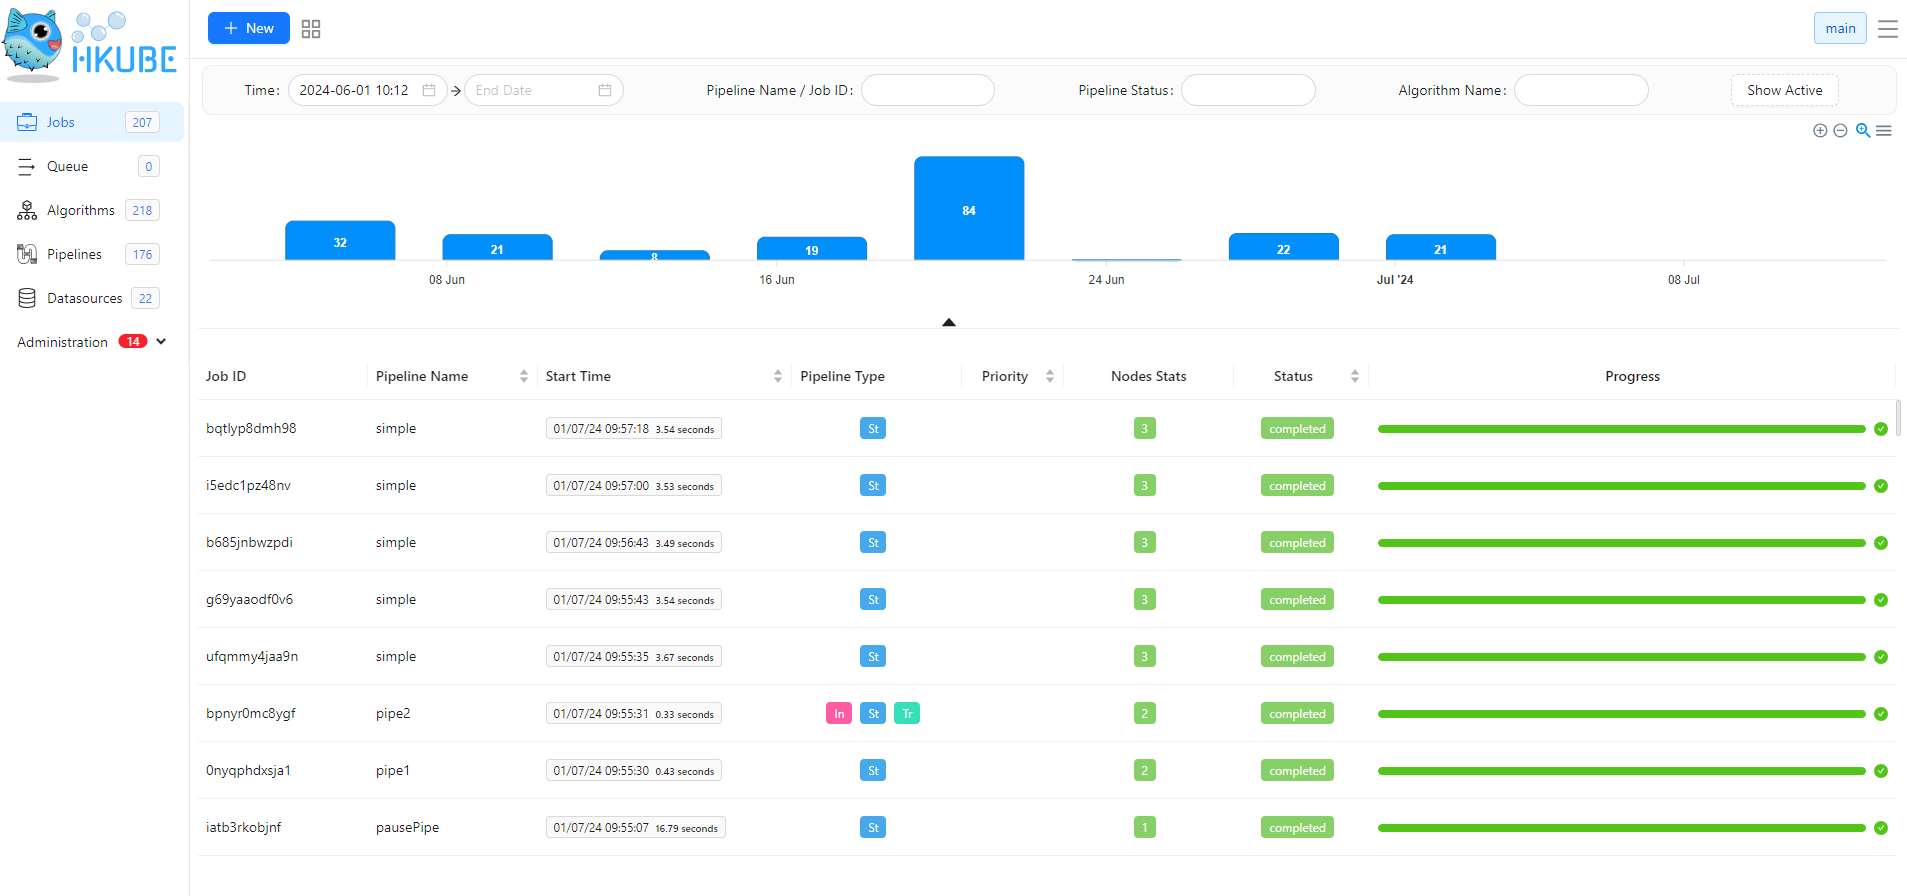 HKUBE
+ New
main
Time: 2024-06-01 10:12 → End Date Pipeline Name / Job ID: Pipeline Status: Algorithm Name: Show Active
Jobs 207
Queue 0
Algorithms 218
Pipelines 176
Datasources 22
Administration 14
32 21 8 19 84 22 21
08 Jun 16 Jun 24 Jun Jul '24 08 Jul
Job ID Pipeline Name Start Time Pipeline Type Priority Nodes Stats Status Progress
bqtlyp8dmh98 simple 01/07/24 09:57:18 3.54 seconds St 3 completed
i5edc1pz48nv simple 01/07/24 09:57:00 3.53 seconds St 3 completed
b685jnbwzpdi simple 01/07/24 09:56:43 3.49 seconds St 3 completed
g69yaaodf0v6 simple 01/07/24 09:55:43 3.54 seconds St 3 completed
ufqmmy4jaa9n simple 01/07/24 09:55:35 3.67 seconds St 3 completed
bpnyr0mc8ygf pipe2 01/07/24 09:55:31 0.33 seconds In St Tr 2 completed
0nyqphdxsja1 pipe1 01/07/24 09:55:30 0.43 seconds St 2 completed
iatb3rkobjnf pausePipe 01/07/24 09:55:07 16.79 seconds St 1 completed